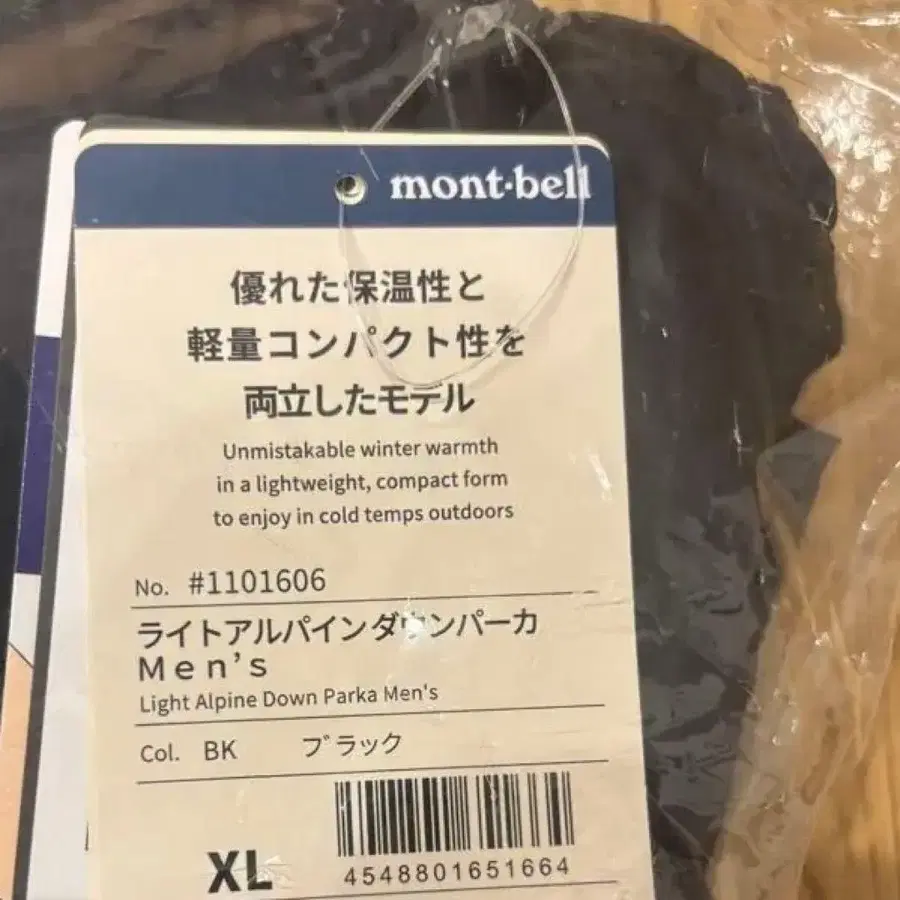 mont·bell
優れた保温性と
軽量コンパクト性を
両立したモデル
Unmistakable winter warmth
in a lightweight, compact form
to enjoy in cold temps outdoors
No. #1101606
ライトアルパインダウンパーカ
Men's
Light Alpine Down Parka Men's
Col. BK ブラック
XL
4548801651664